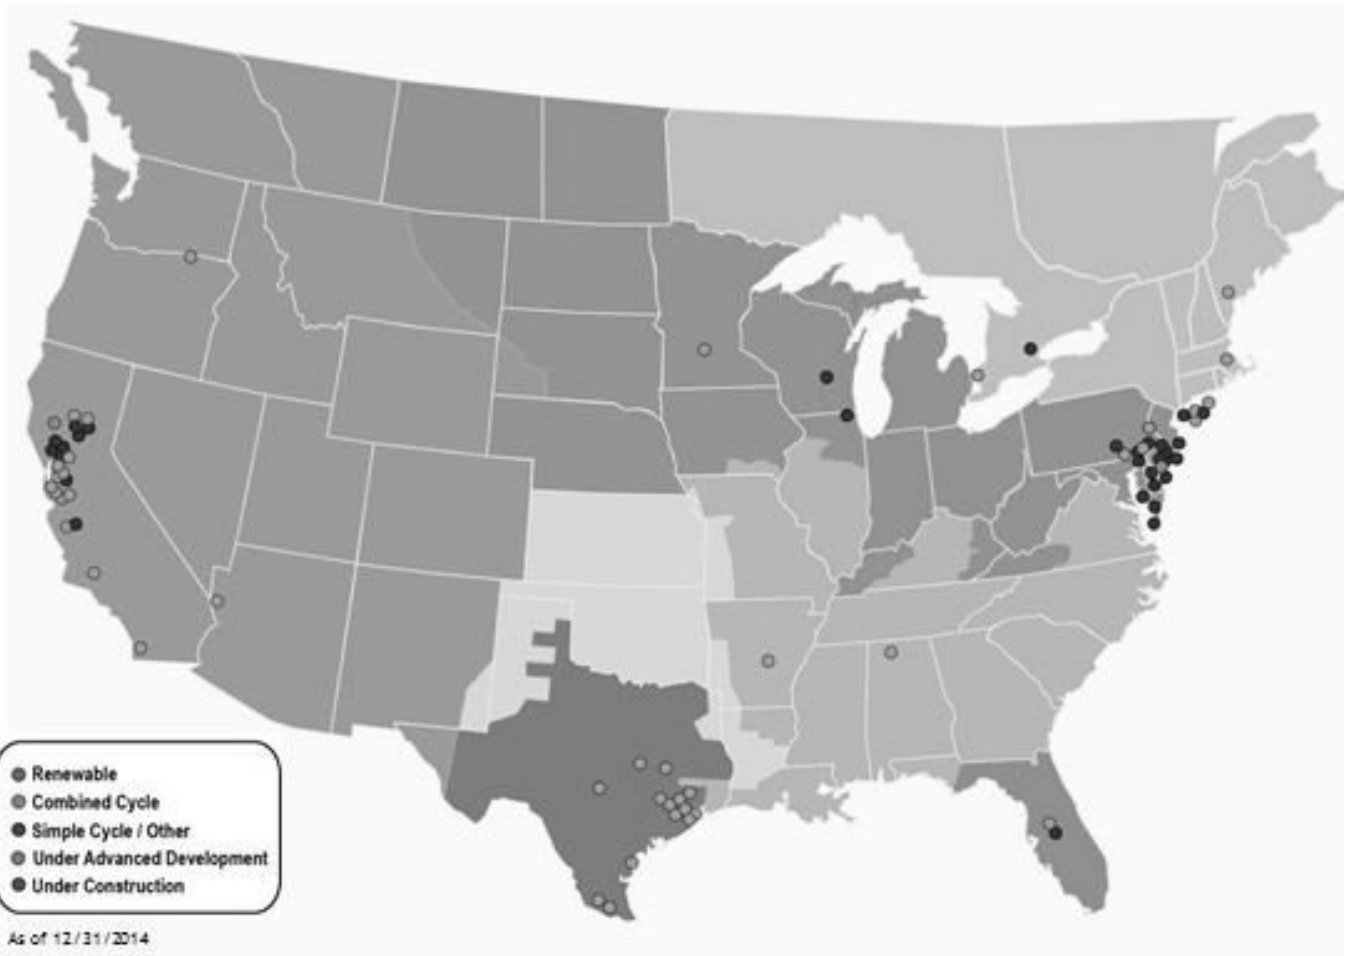 Renewable
Combined Cycle
Simple Cycle / Other
Under Advanced Development
Under Construction
As of 12/31/2014